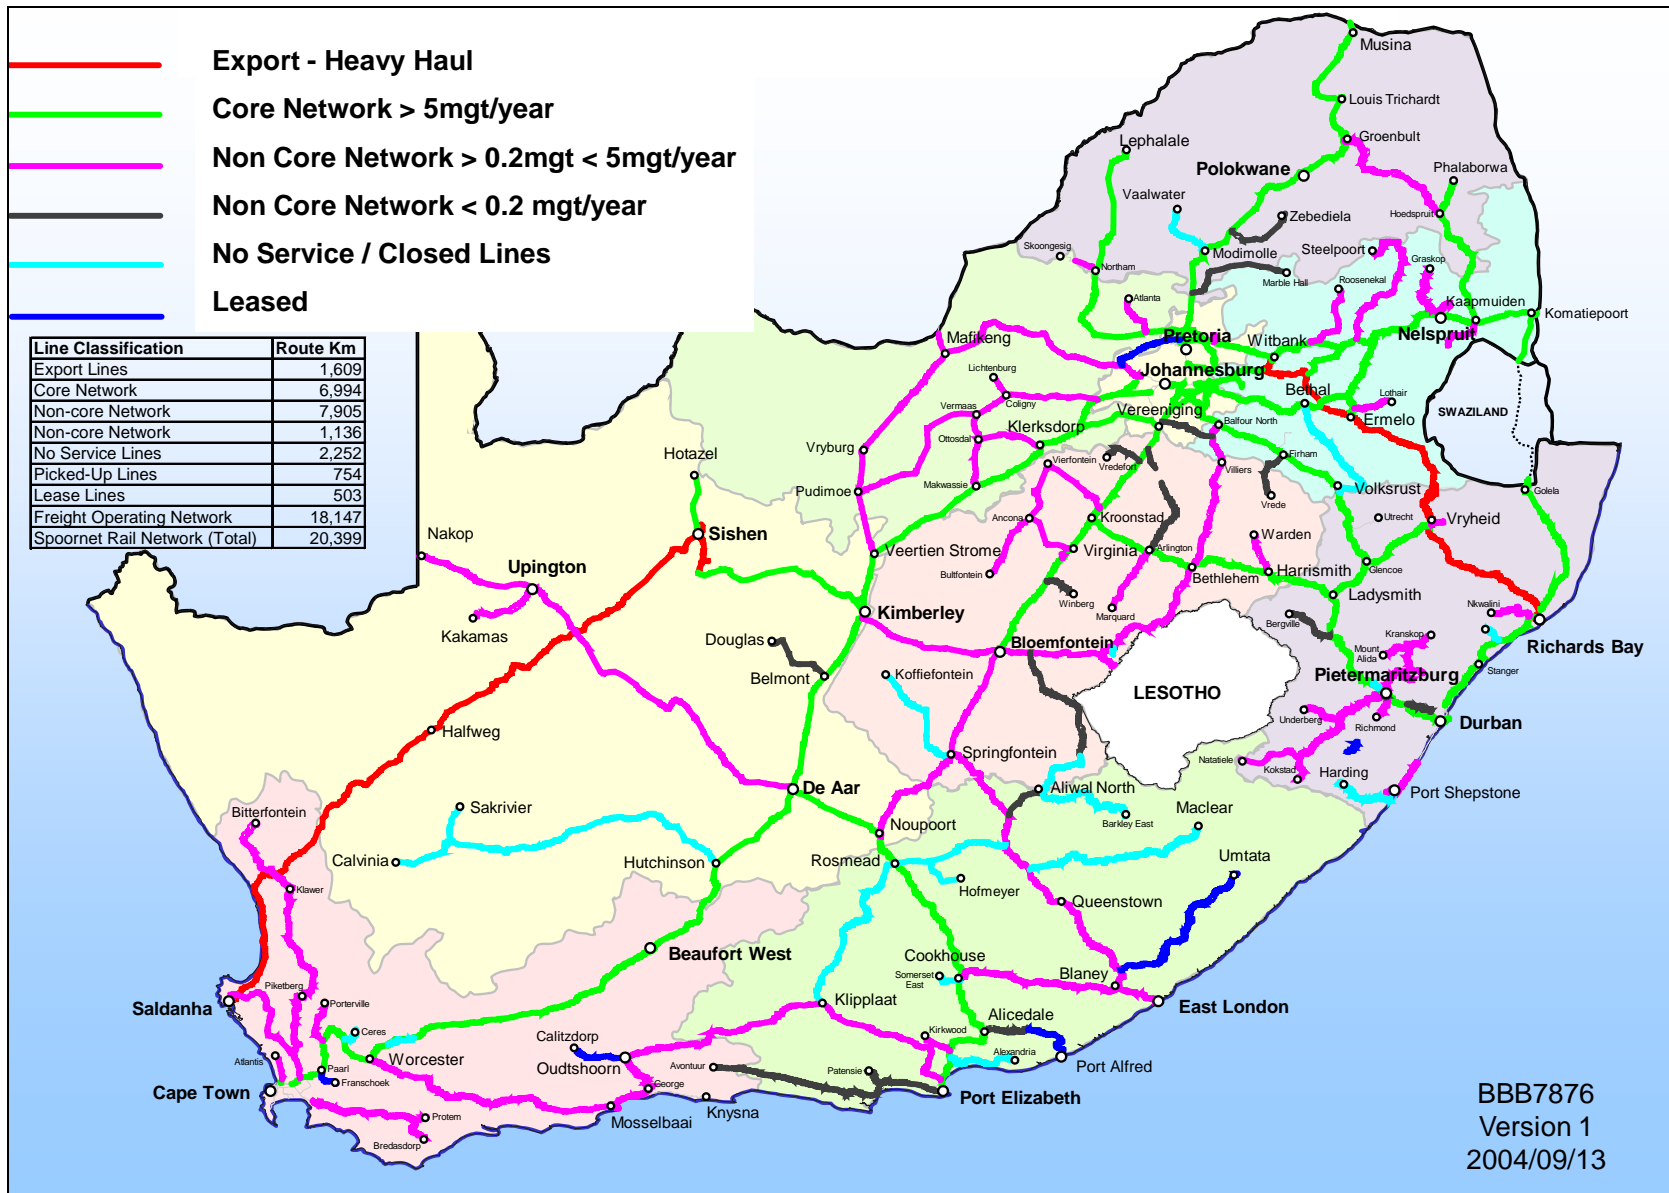 Export - Heavy Haul
Core Network > 5mgt/year
Non Core Network > 0.2mgt < 5mgt/year
Non Core Network < 0.2 mgt/year
No Service / Closed Lines
Leased
Line Classification Route Km
Export Lines 1,609
Core Network 6,994
Non-core Network 7,905
Non-core Network 1,136
No Service Lines 2,252
Picked-Up Lines 754
Lease Lines 503
Freight Operating Network 18,147
Spoornet Rail Network (Total) 20,399
Musina
Louis Trichardt
Groenbult
Lephalale
Phalaborwa
Polokwane
Vaalwater
Zebediela
Hoedspruit
Skoongesig
Modimolle
Steelpoort
Northam
Marble Hall
Graskop
Roosenekal
Atlanta
Kaapmuiden
Komatiepoort
Mafikeng
Pretoria
Witbank
Nelspruit
Lichtenburg
Johannesburg
Bethal
Lothair
Coligny
Vermaas
Vereeniging
Ermelo
SWAZILAND
Klerksdorp
Balfour North
Ottosdal
Vryburg
Hotazel
Vierfontein
Vredefort
Villiers
Firham
Pudimoe
Makwassie
Volksrust
Vrede
Golela
Ancona
Kroonstad
Utrecht
Vryheid
Nakop
Sishen
Warden
Veertien Strome
Virginia
Arlington
Upington
Bultfontein
Bethlehem
Harrismith
Glencoe
Winberg
Ladysmith
Kimberley
Marquard
Nkwalini
Kakamas
Bergville
Kranskop
Douglas
Bloemfontein
Richards Bay
Mount
Alida
Belmont
Koffiefontein
LESOTHO
Pietermaritzburg
Stanger
Underberg
Richmond
Durban
Halfweg
Springfontein
Natatiele
Kokstad
Harding
De Aar
Aliwal North
Port Shepstone
Sakrivier
Bitterfontein
Barkley East
Maclear
Noupoort
Calvinia
Hutchinson
Rosmead
Umtata
Klawer
Hofmeyer
Queenstown
Beaufort West
Cookhouse
Somerset
East
Blaney
Piketberg
Saldanha
Porterville
Klipplaat
East London
Alicedale
Ceres
Calitzdorp
Kirkwood
Atlantis
Worcester
Oudtshoorn
Avontuur
Alexandria
Port Alfred
Paarl
Patensie
Franschoek
Cape Town
George
Port Elizabeth
Knysna
Protem
Mosselbaai
Bredasdorp
BBB7876
Version 1
2004/09/13